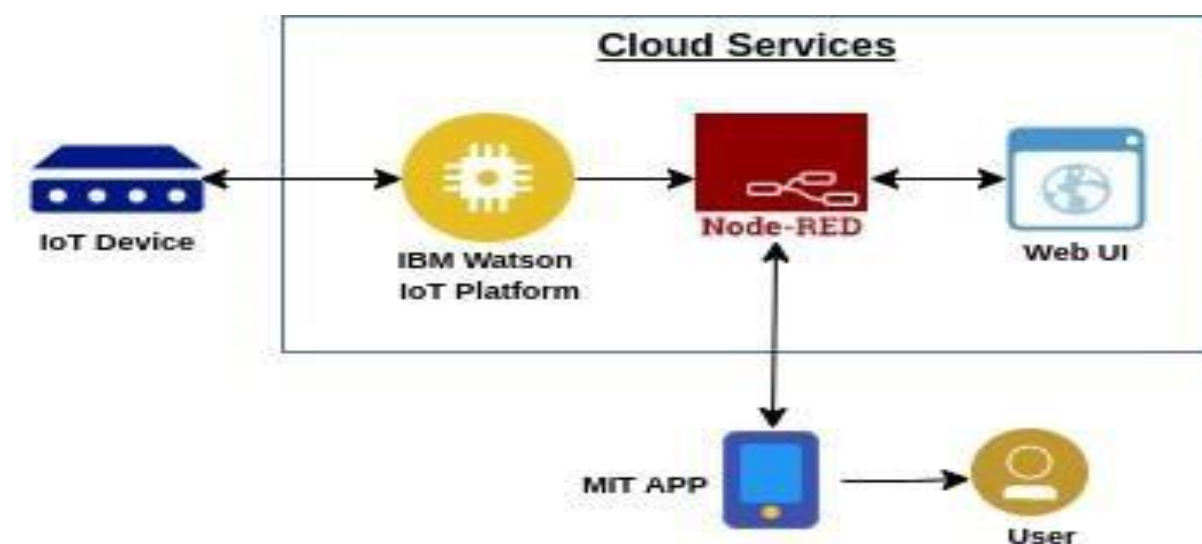 Cloud Services
IoT Device
IBM Watson
IoT Platform
Node-RED
Web UI
MIT APP
User